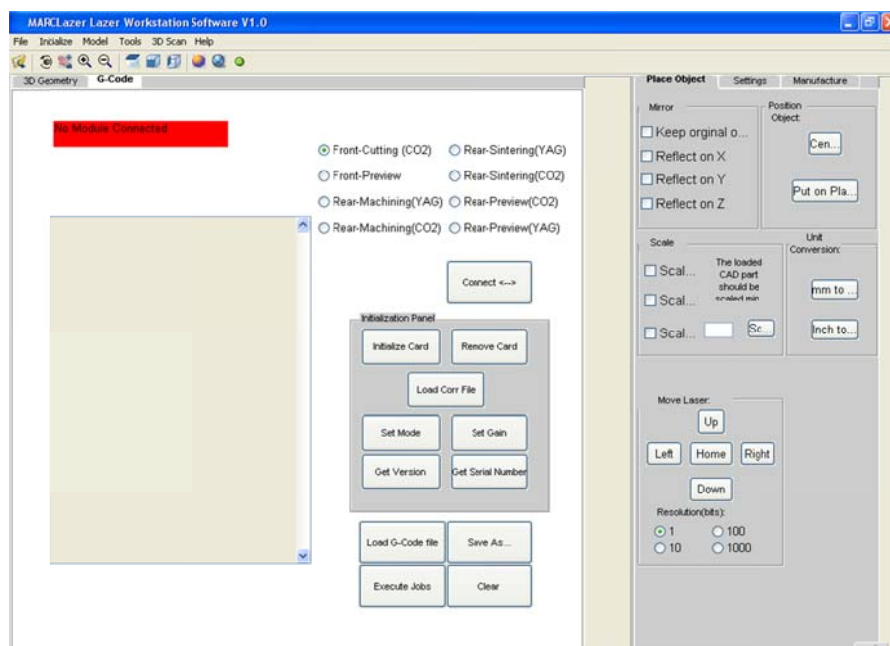 MARCLazer Lazer Workstation Software V1.0
File Incialize Model Tools 3D Scan Help
3D Geometry G-Code
No Module Connected
Front-Cutting (CO2) Rear-Sintering(YAG)
Front-Preview Rear-Sintering(CO2)
Rear-Machining(YAG) Rear-Preview(CO2)
Rear-Machining(CO2) Rear-Preview(YAG)
Connect <-->
Initialization Panel
Initialize Card Remove Card
Load Corr File
Set Mode Set Gain
Get Version Get Serial Number
Load G-Code file Save As...
Execute Jobs Clear
Place Object Settings Manufacture
Mirror
Keep orginal o...
Reflect on X
Reflect on Y
Reflect on Z
Position
Object:
Cen...
Put on Pla...
Scale
Scal...
Scal...
Scal...
The loaded
CAD part
should be
scaled min
Sc...
Unit
Conversion:
mm to ...
Inch to...
Move Laser:
Up
Left Home Right
Down
Resolution(bits):
1 100
10 1000